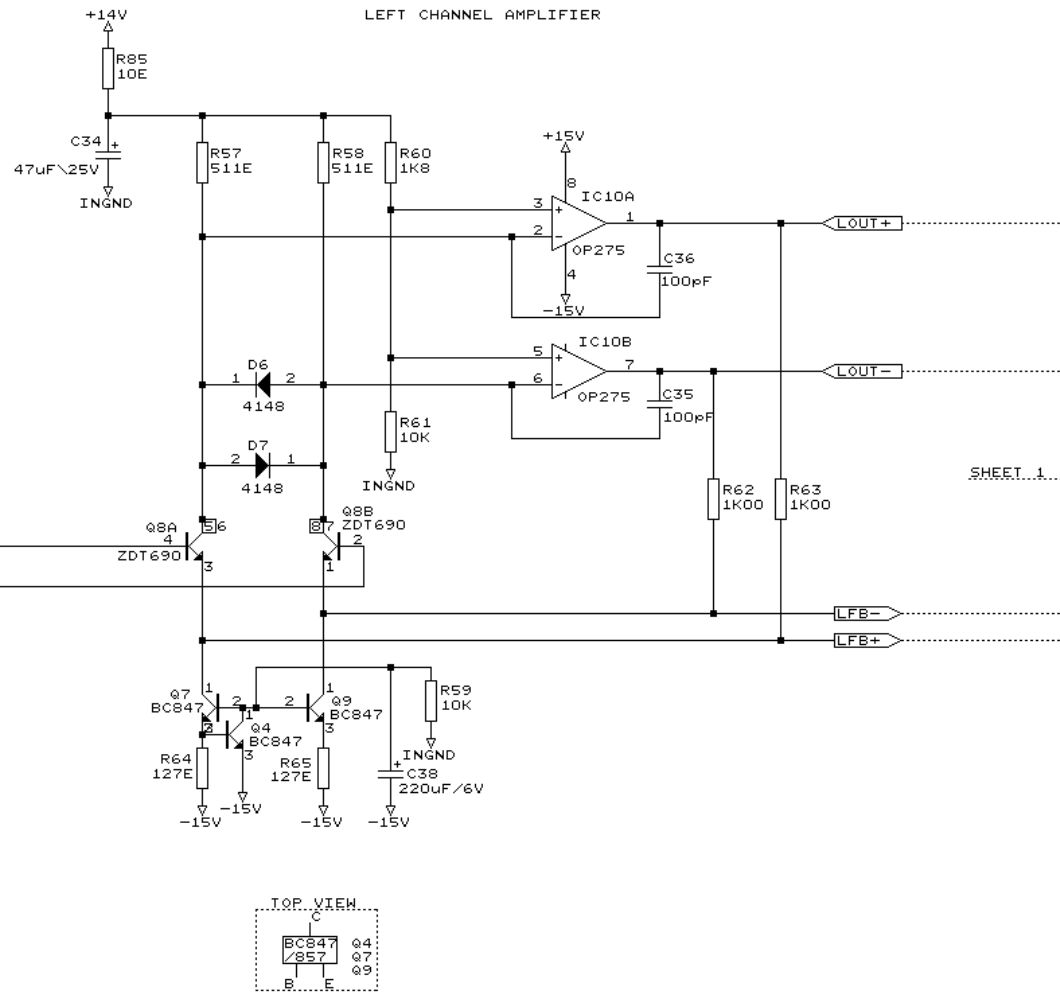 LEFT CHANNEL AMPLIFIER
+14V
R85
10E
C34
+
47uF\25V
INGND
R57
511E
R58
511E
R60
1K8
+15V
8
IC10A
3
+
1
2
-
OP275
4
-15V
C36
100pF
LOUT+
IC10B
5
+
7
6
-
OP275
C35
100pF
LOUT-
D6
1
2
4148
D7
2
1
4148
R61
10K
INGND
SHEET 1
R62
1K00
R63
1K00
Q8A
4
ZDT690
5
6
3
Q8B
ZDT690
8
7
2
1
LFB-
LFB+
Q7
BC847
1
2
3
2
Q4
BC847
1
3
Q9
BC847
2
1
3
R59
10K
INGND
R64
127E
-15V
-15V
R65
127E
-15V
+
C38
220uF/6V
-15V
TOP VIEW
C
BC847
/857
B
E
Q4
Q7
Q9